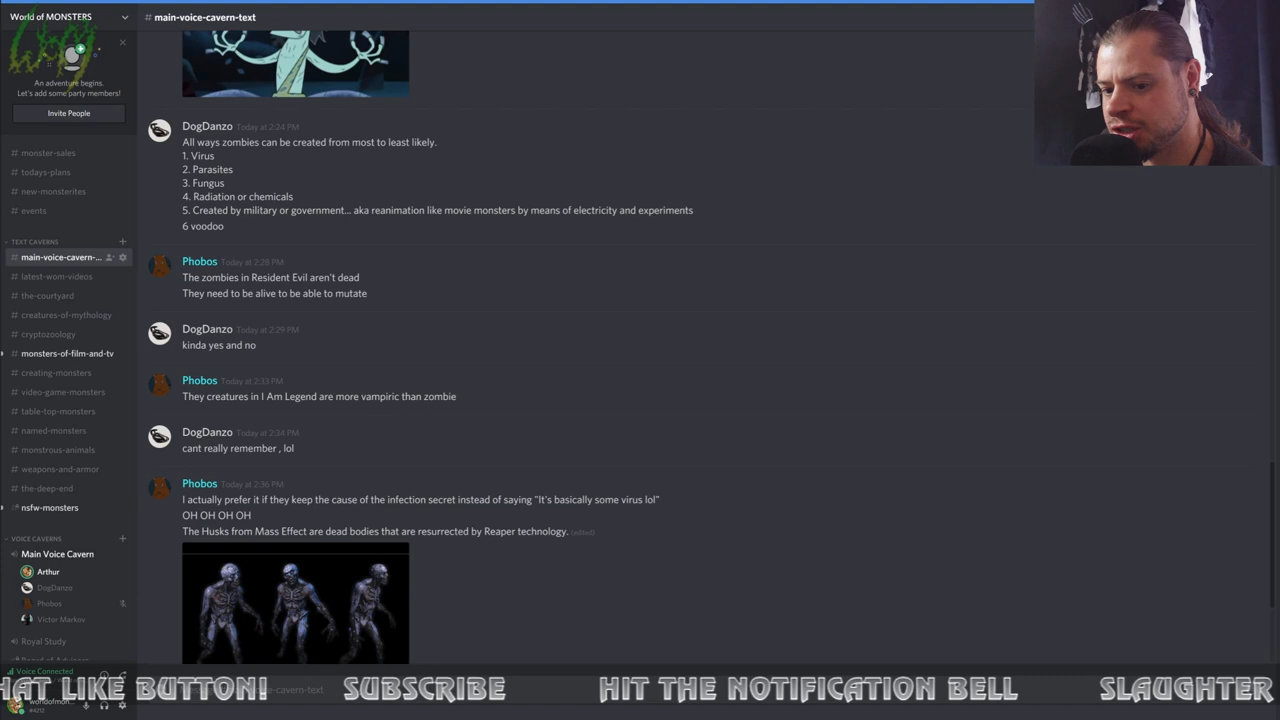 World of MONSTERS
# main-voice-cavern-text
An adventure begins.
Let's add some party members!
Invite People
# monster-sales
# todays-plans
# new-monsterites
# events
TEXT CAVERNS
# main-voice-cavern-...
# latest-wom-videos
# the-courtyard
# creatures-of-mythology
# cryptozoology
# monsters-of-film-and-tv
# creating-monsters
# video-game-monsters
# table-top-monsters
# named-monsters
# monstrous-animals
# weapons-and-armor
# the-deep-end
nsfw-monsters
VOICE CAVERNS
Main Voice Cavern
Arthur
DogDanzo
Phobos
Victor Markov
Royal Study
Voice Connected
worldofmon...
#4212
DogDanzo Today at 2:24 PM
All ways zombies can be created from most to least likely.
1. Virus
2. Parasites
3. Fungus
4. Radiation or chemicals
5. Created by military or government... aka reanimation like movie monsters by means of electricity and experiments
6 voodoo
Phobos Today at 2:28 PM
The zombies in Resident Evil aren't dead
They need to be alive to be able to mutate
DogDanzo Today at 2:29 PM
kinda yes and no
Phobos Today at 2:33 PM
They creatures in I Am Legend are more vampiric than zombie
DogDanzo Today at 2:34 PM
cant really remember , lol
Phobos Today at 2:36 PM
I actually prefer it if they keep the cause of the infection secret instead of saying "It's basically some virus lol"
OH OH OH OH
The Husks from Mass Effect are dead bodies that are resurrected by Reaper technology. (edited)
HAT LIKE BUTTON! SUBSCRIBE HIT THE NOTIFICATION BELL SLAUGHTER